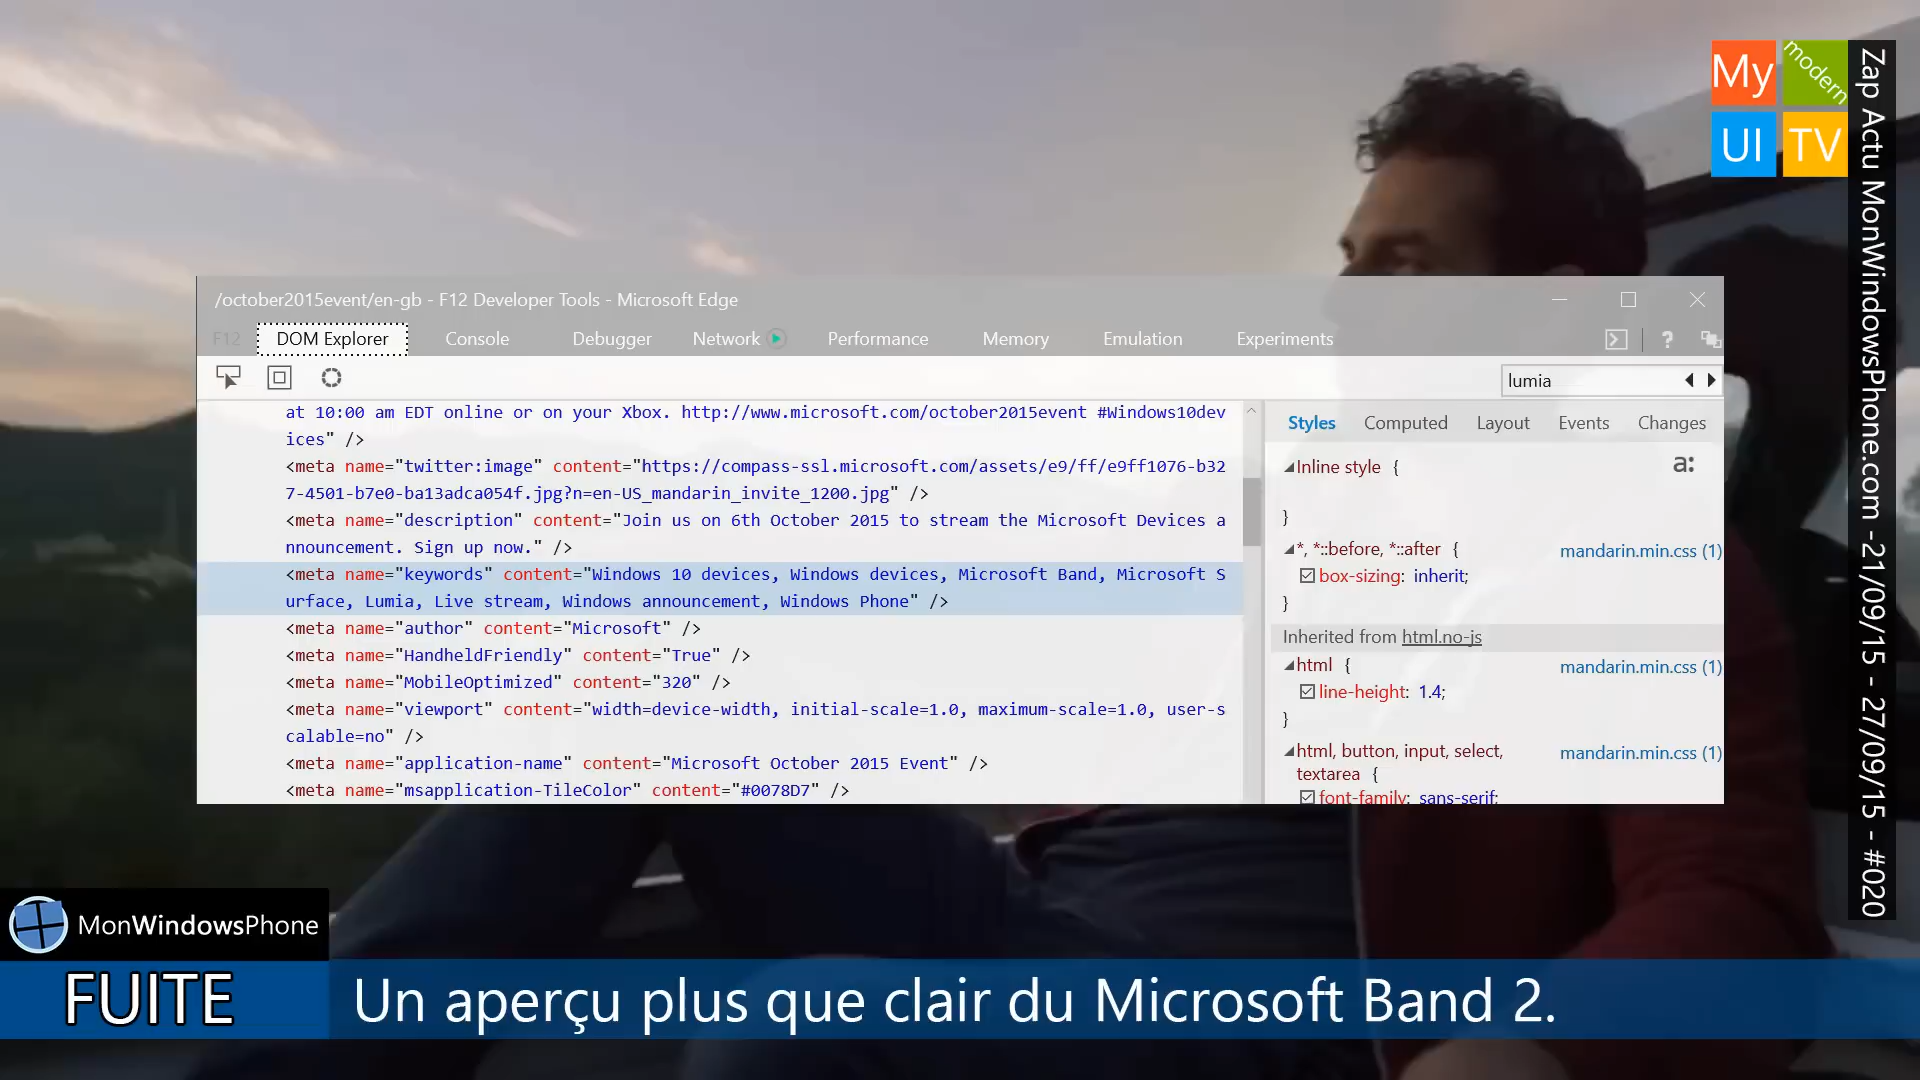 My
modern
UI
TV
Zap Actu MonWindowsPhone.com - 21/09/15 - 27/09/15 - #020
/october2015event/en-gb - F12 Developer Tools - Microsoft Edge
F12 DOM Explorer Console Debugger Network Performance Memory Emulation Experiments ?
lumia
at 10:00 am EDT online or on your Xbox. http://www.microsoft.com/october2015event #Windows10dev
ices" />
<meta name="twitter:image" content="https://compass-ssl.microsoft.com/assets/e9/ff/e9ff1076-b32
7-4501-b7e0-ba13adca054f.jpg?n=en-US_mandarin_invite_1200.jpg" />
<meta name="description" content="Join us on 6th October 2015 to stream the Microsoft Devices a
nnouncement. Sign up now." />
<meta name="keywords" content="Windows 10 devices, Windows devices, Microsoft Band, Microsoft S
urface, Lumia, Live stream, Windows announcement, Windows Phone" />
<meta name="author" content="Microsoft" />
<meta name="HandheldFriendly" content="True" />
<meta name="MobileOptimized" content="320" />
<meta name="viewport" content="width=device-width, initial-scale=1.0, maximum-scale=1.0, user-s
calable=no" />
<meta name="application-name" content="Microsoft October 2015 Event" />
<meta name="msapplication-TileColor" content="#0078D7" />
Styles Computed Layout Events Changes
Inline style {
a:
}
*, *::before, *::after { mandarin.min.css (1)
box-sizing: inherit;
}
Inherited from html.no-js
html { mandarin.min.css (1)
line-height: 1.4;
}
html, button, input, select, mandarin.min.css (1)
textarea {
font-family: sans-serif;
MonWindowsPhone
FUITE
Un aperçu plus que clair du Microsoft Band 2.